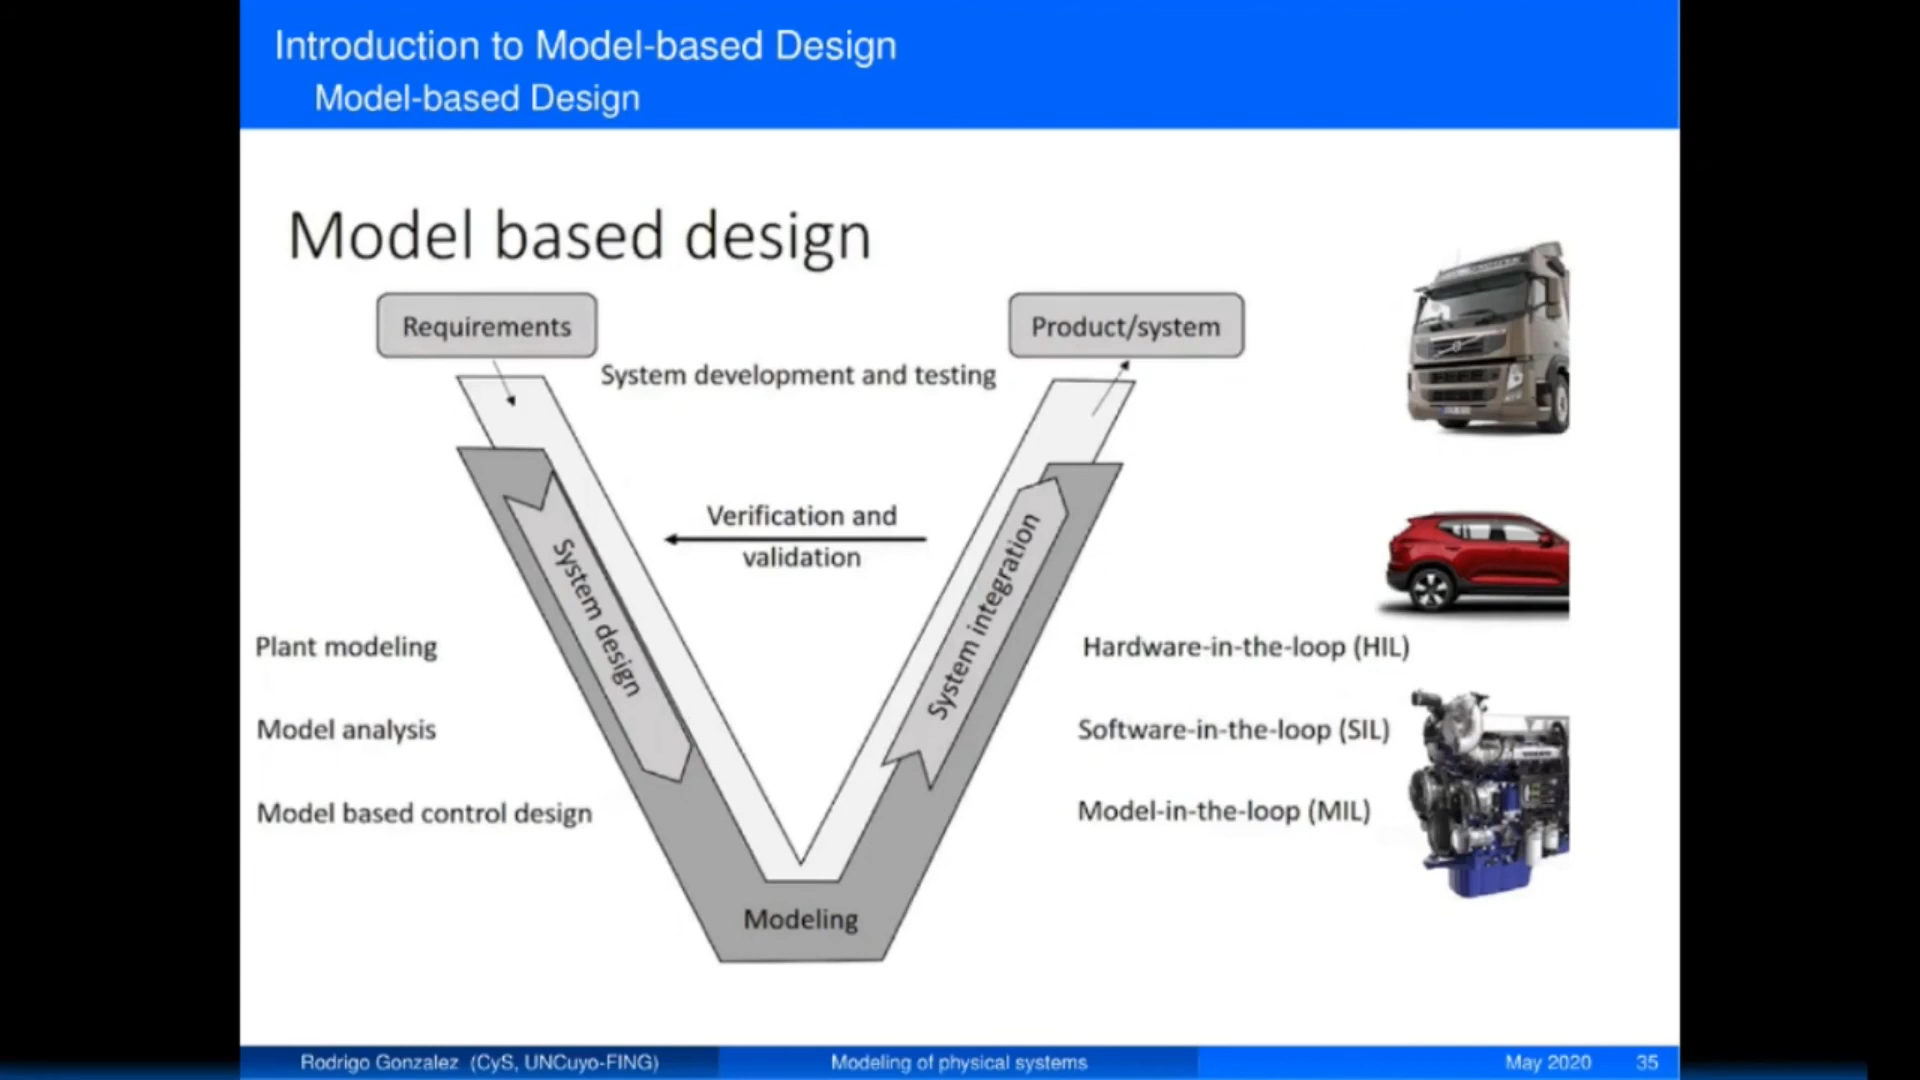 Introduction to Model-based Design
Model-based Design
Model based design
Requirements
Product/system
System development and testing
Verification and
validation
System design
System integration
Plant modeling
Model analysis
Model based control design
Hardware-in-the-loop (HIL)
Software-in-the-loop (SIL)
Model-in-the-loop (MIL)
Modeling
Rodrigo Gonzalez (CyS, UNCuyo-FING)
Modeling of physical systems
May 2020
35